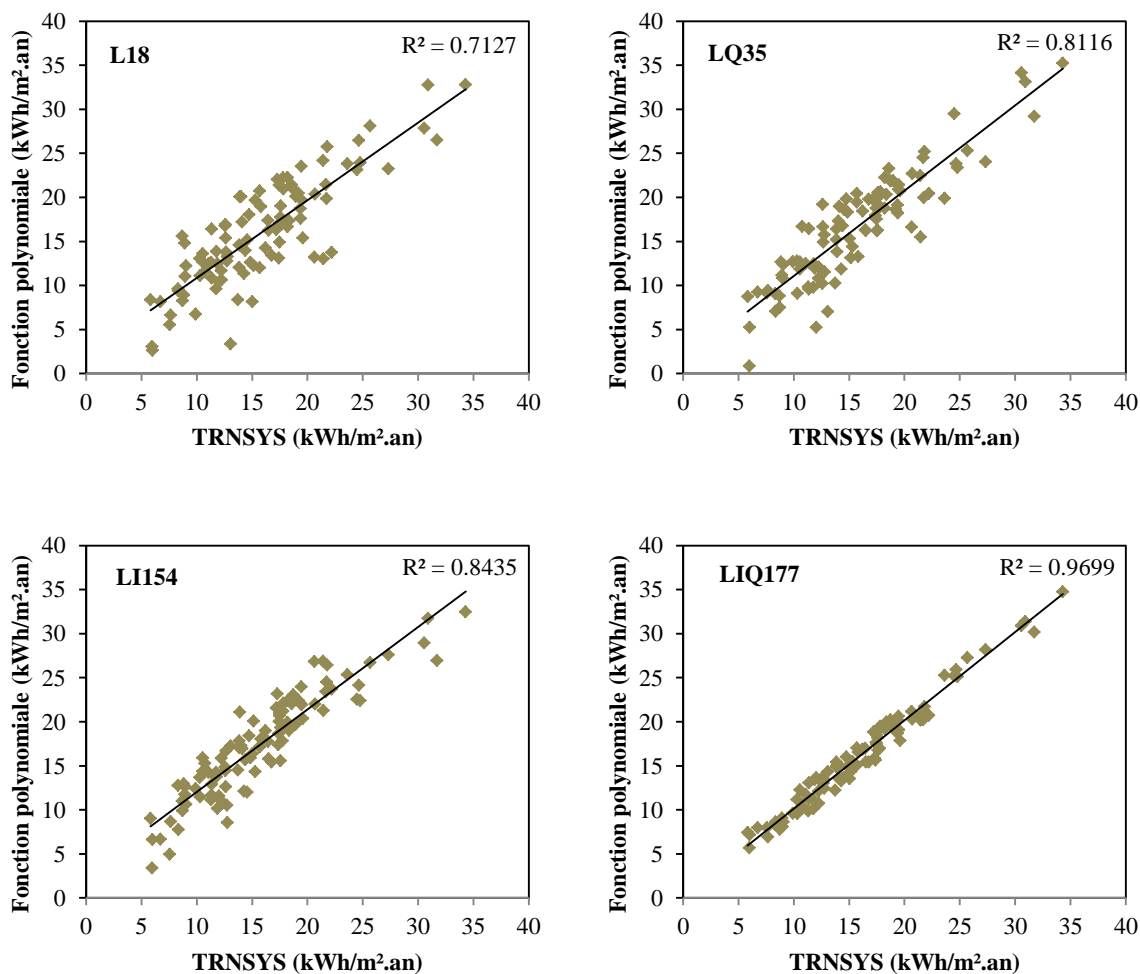 L18
R² = 0.7127
Fonction polynomiale (kWh/m².an)
40
35
30
25
20
15
10
5
0
0 5 10 15 20 25 30 35 40
TRNSYS (kWh/m².an)
LQ35
R² = 0.8116
Fonction polynomiale (kWh/m².an)
40
35
30
25
20
15
10
5
0
0 5 10 15 20 25 30 35 40
TRNSYS (kWh/m².an)
LI154
R² = 0.8435
Fonction polynomiale (kWh/m².an)
40
35
30
25
20
15
10
5
0
0 5 10 15 20 25 30 35 40
TRNSYS (kWh/m².an)
LIQ177
R² = 0.9699
Fonction polynomiale (kWh/m².an)
40
35
30
25
20
15
10
5
0
0 5 10 15 20 25 30 35 40
TRNSYS (kWh/m².an)